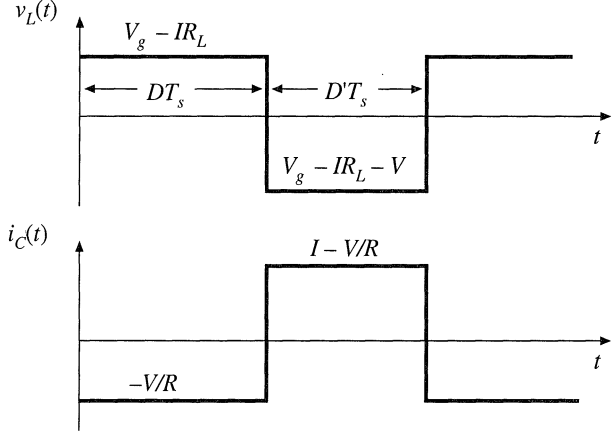 v_L(t)
V_g – IR_L
DT_s
D'T_s
t
V_g – IR_L – V
i_C(t)
I – V/R
t
–V/R